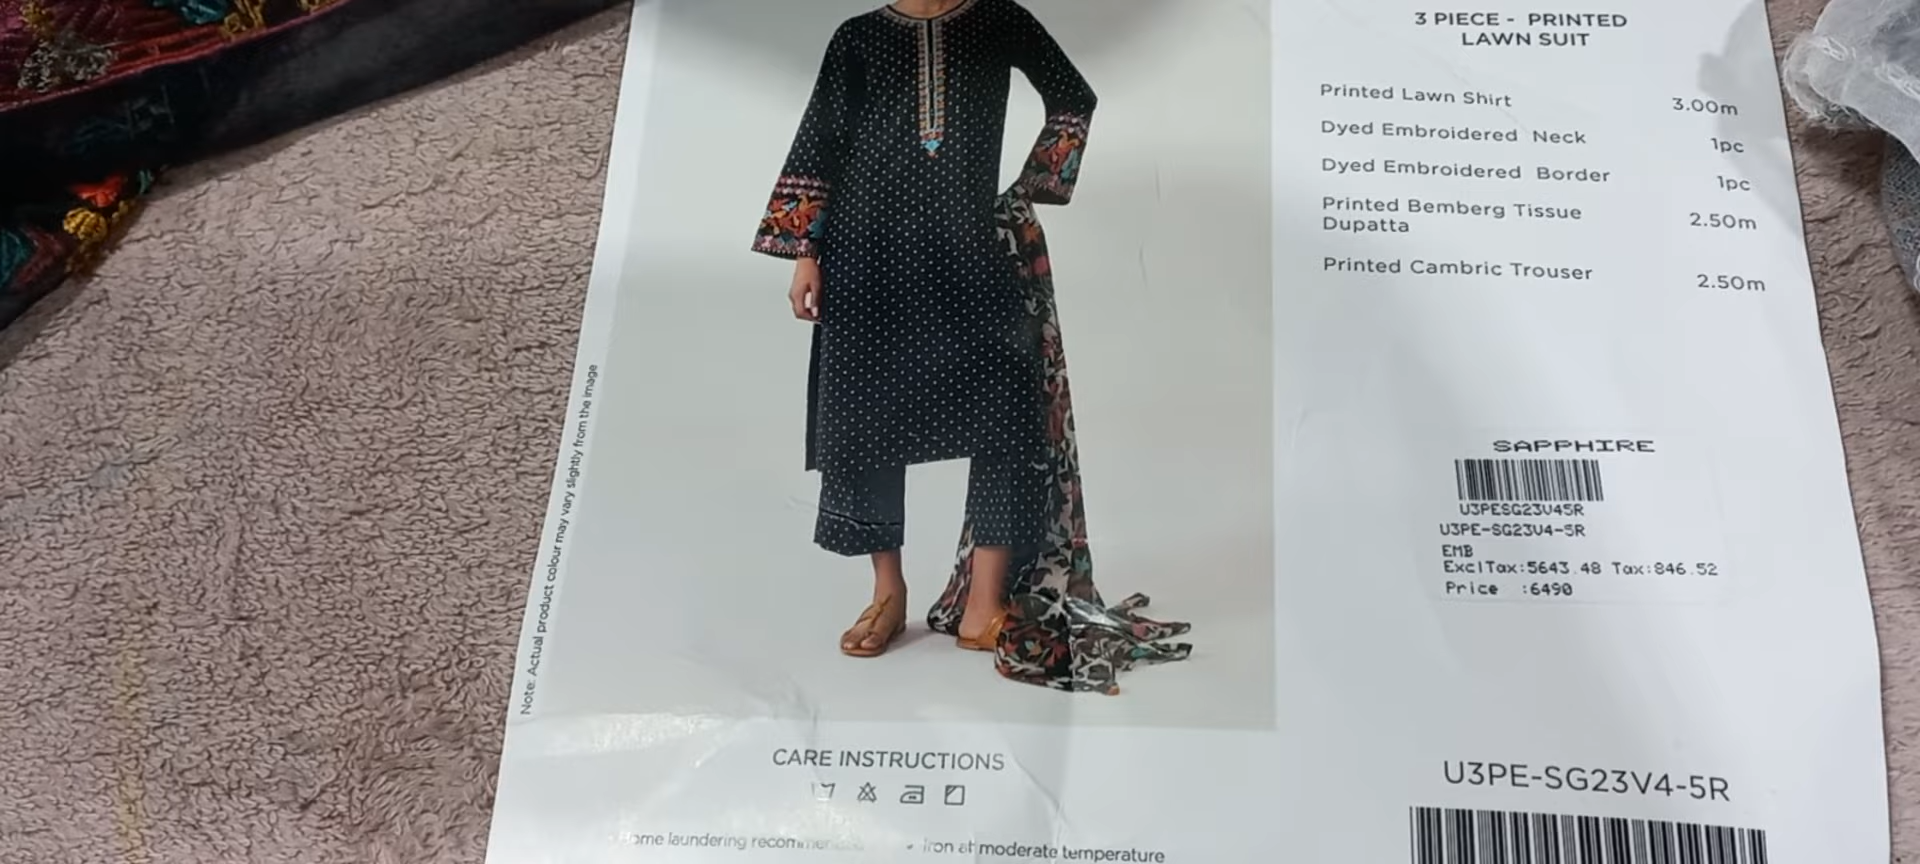 3 PIECE - PRINTED
LAWN SUIT
Printed Lawn Shirt 3.00m
Dyed Embroidered Neck 1pc
Dyed Embroidered Border 1pc
Printed Bemberg Tissue
Dupatta 2.50m
Printed Cambric Trouser 2.50m
SAPPHIRE
U3PESG23V45R
U3PE-SG23V4-5R
EMB
ExclTax:5643.48 Tax:846.52
Price :6490
U3PE-SG23V4-5R
Note: Actual product colour may vary slightly from the image
CARE INSTRUCTIONS
laundering
Iron at moderate temperature